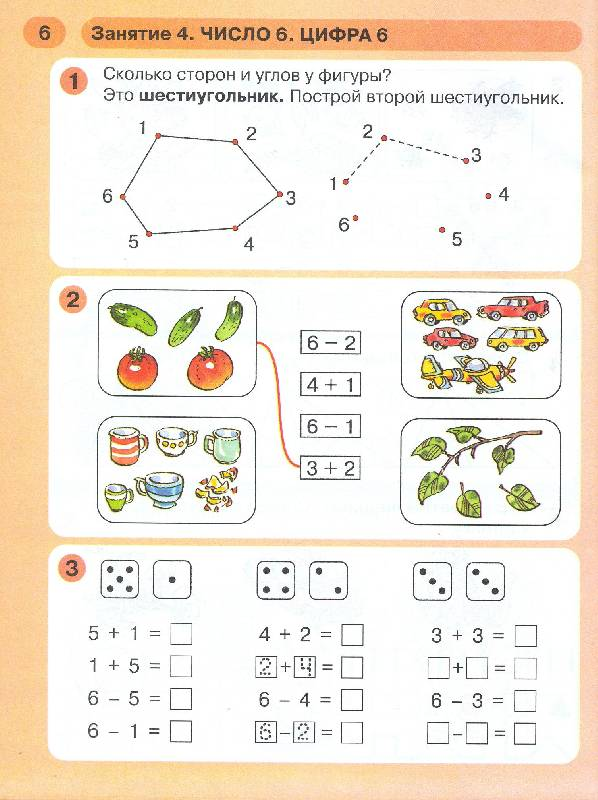 6 Занятие 4. ЧИСЛО 6. ЦИФРА 6
1 Сколько сторон и углов у фигуры?
Это шестиугольник. Построй второй шестиугольник.
1 2 3 4 5 6
1 2 3 4 5 6
2
6 – 2
4 + 1
6 – 1
3 + 2
3
5 + 1 = □ 4 + 2 = □ 3 + 3 = □
1 + 5 = □ 2 + 4 = □ □ + □ = □
6 – 5 = □ 6 – 4 = □ 6 – 3 = □
6 – 1 = □ 6 – 2 = □ □ – □ = □